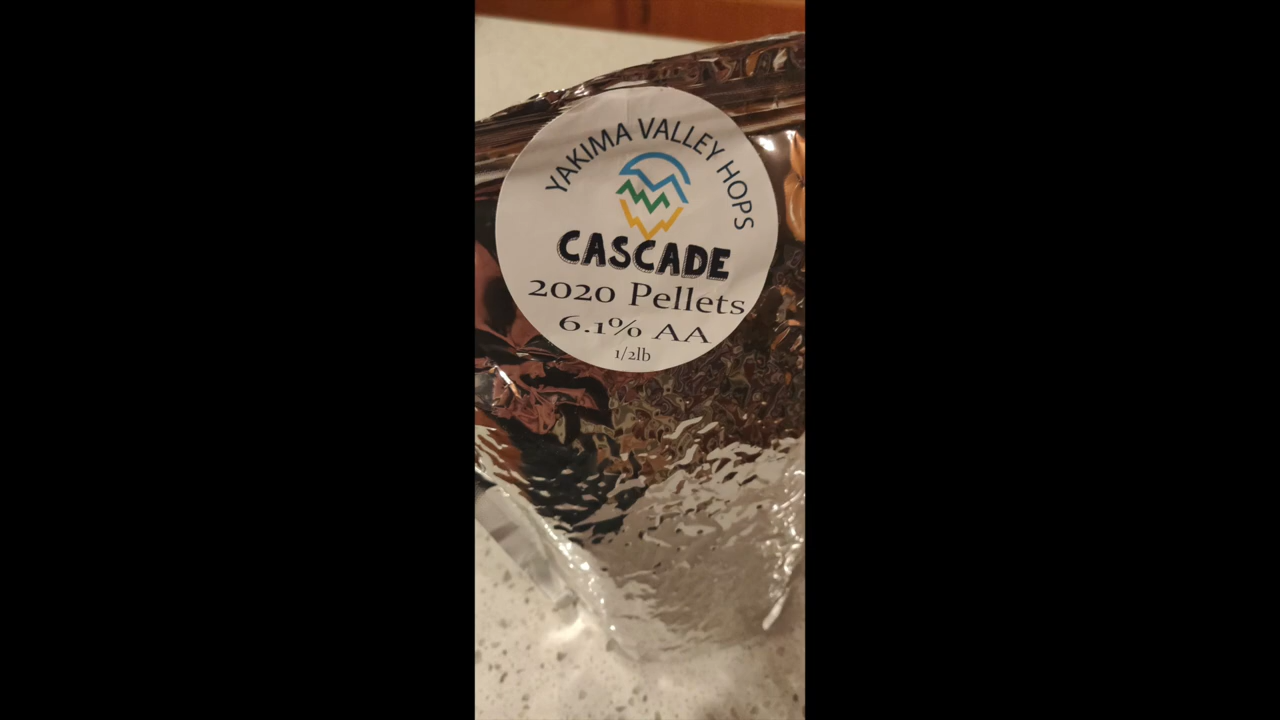 YAKIMA VALLEY HOPS
CASCADE
2020 Pellets
6.1% AA
1/2lb